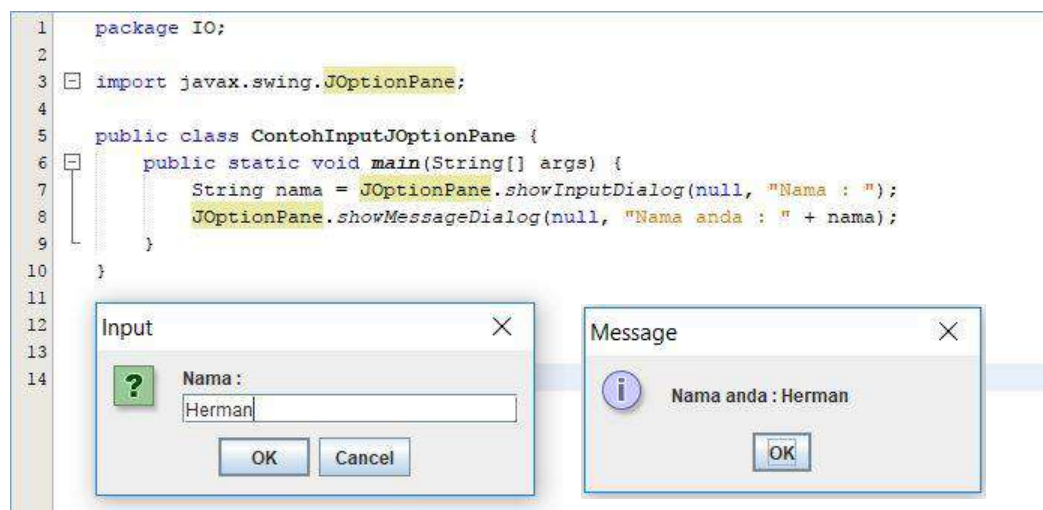 1 package IO;
2
3 import javax.swing.JOptionPane;
4
5 public class ContohInputJOptionPane {
6 public static void main(String[] args) {
7 String nama = JOptionPane.showInputDialog(null, "Nama : ");
8 JOptionPane.showMessageDialog(null, "Nama anda : " + nama);
9 }
10 }
11
12
13
14
Input
Nama :
Herman
OK Cancel
Message
i
Nama anda : Herman
OK